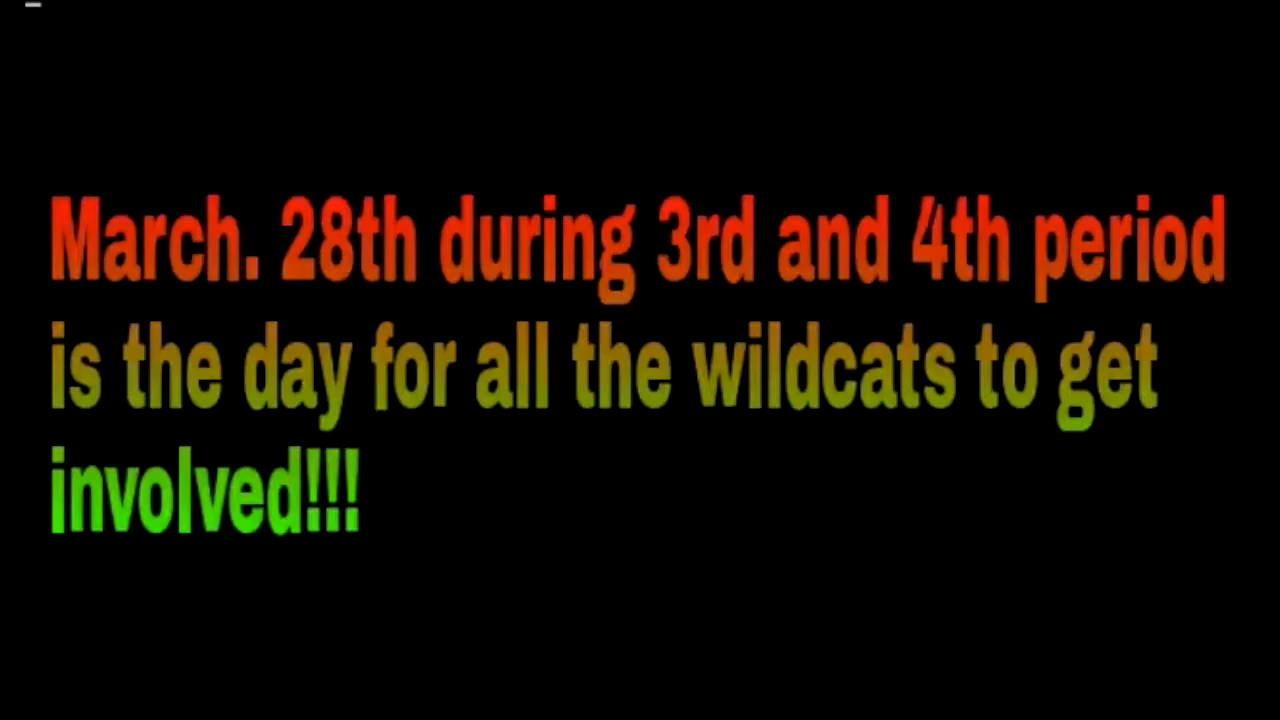 March. 28th during 3rd and 4th period
is the day for all the wildcats to get
involved!!!